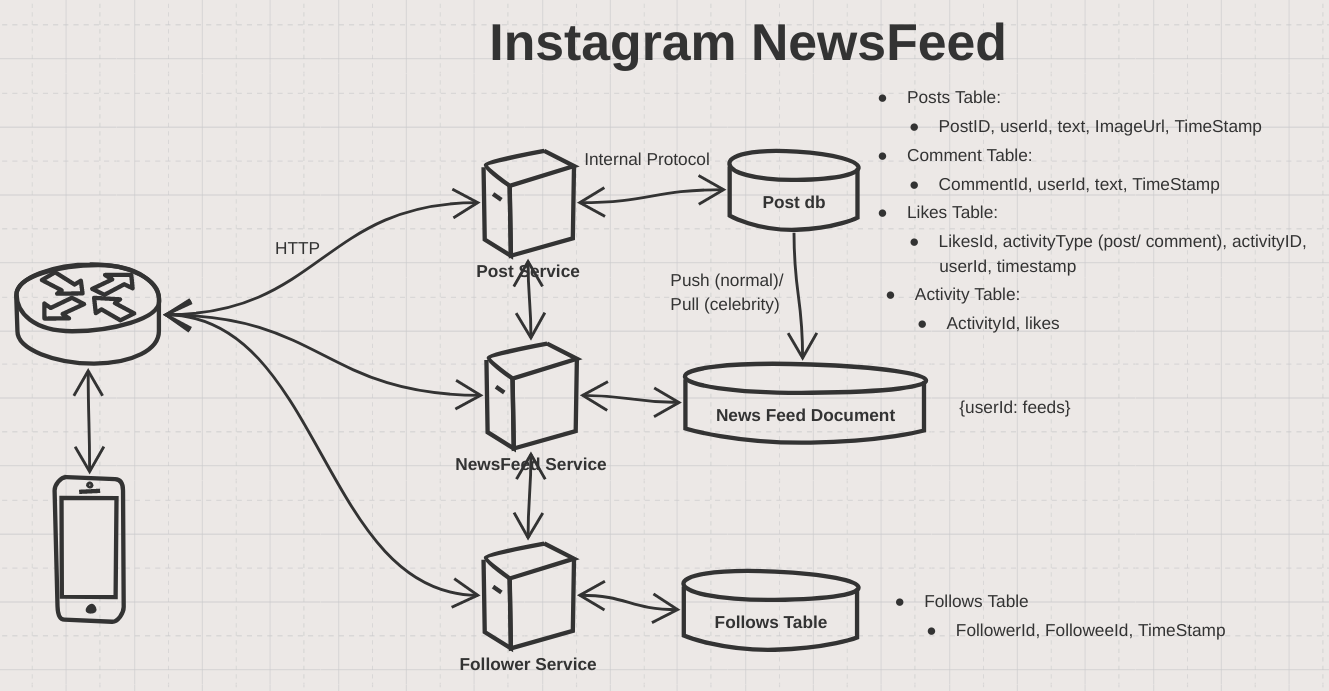 Instagram NewsFeed
● Posts Table:
● PostID, userId, text, ImageUrl, TimeStamp
● Comment Table:
● CommentId, userId, text, TimeStamp
● Likes Table:
● LikesId, activityType (post/ comment), activityID,
userId, timestamp
● Activity Table:
● ActivityId, likes
Internal Protocol
Post db
HTTP
Post Service
Push (normal)/
Pull (celebrity)
News Feed Document
{userId: feeds}
NewsFeed Service
Follows Table
● Follows Table
● FollowerId, FolloweeId, TimeStamp
Follower Service